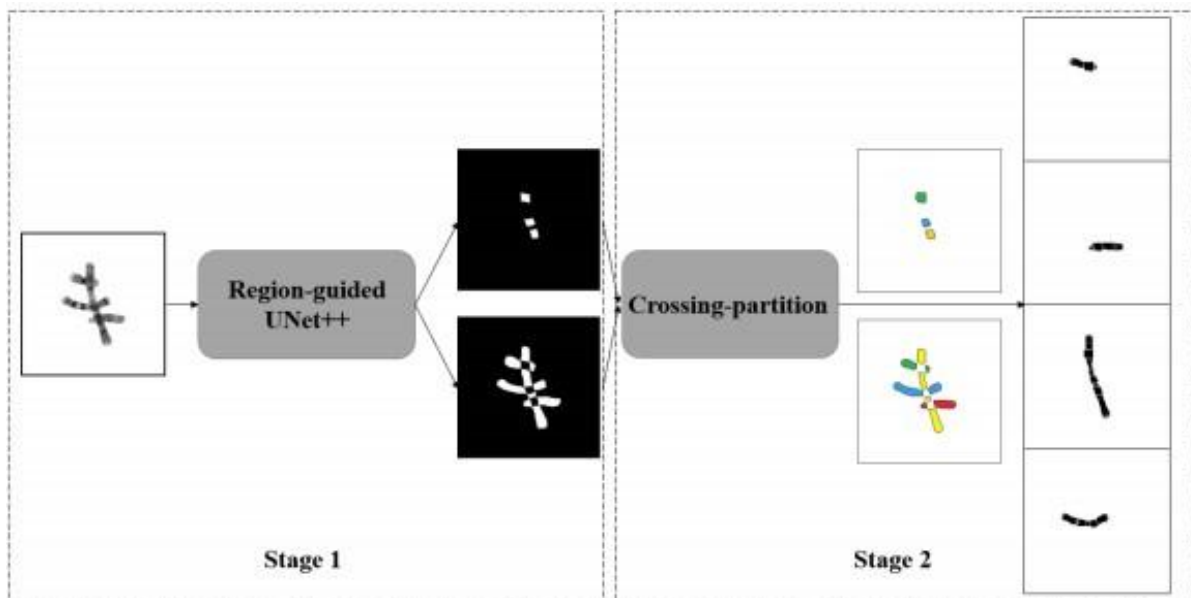 Region-guided
UNet++
Crossing-partition
Stage 1
Stage 2